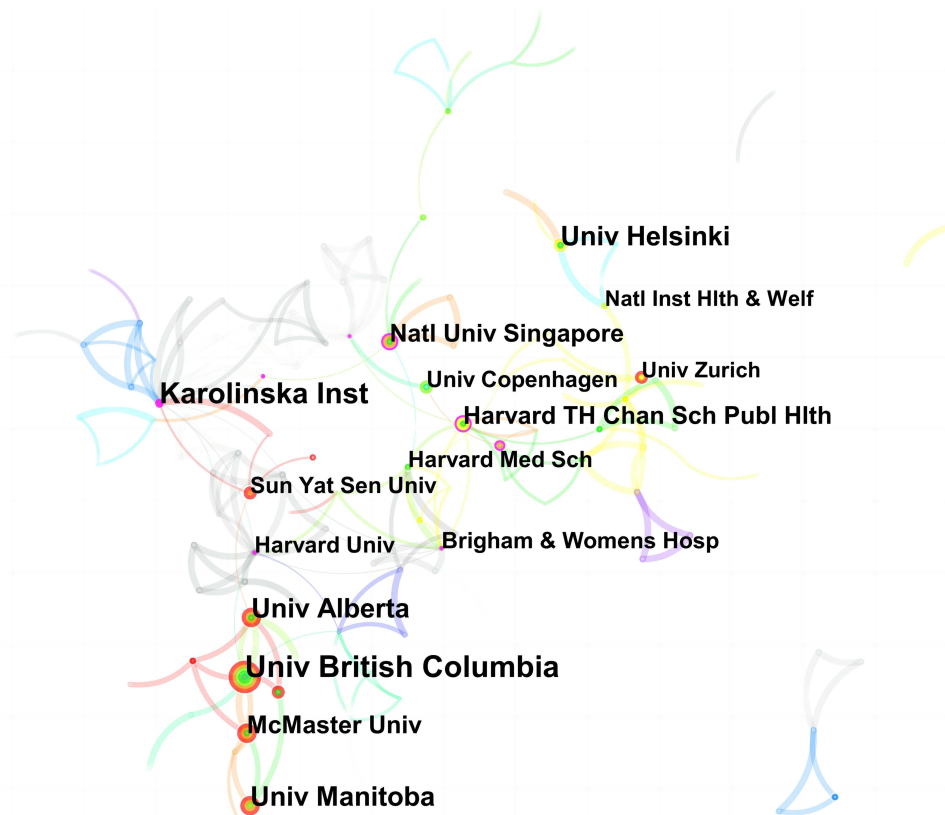 Univ Helsinki
Natl Inst Hlth & Welf
Natl Univ Singapore
Univ Zurich
Univ Copenhagen
Karolinska Inst
Harvard TH Chan Sch Publ Hlth
Harvard Med Sch
Sun Yat Sen Univ
Brigham & Womens Hosp
Harvard Univ
Univ Alberta
Univ British Columbia
McMaster Univ
Univ Manitoba